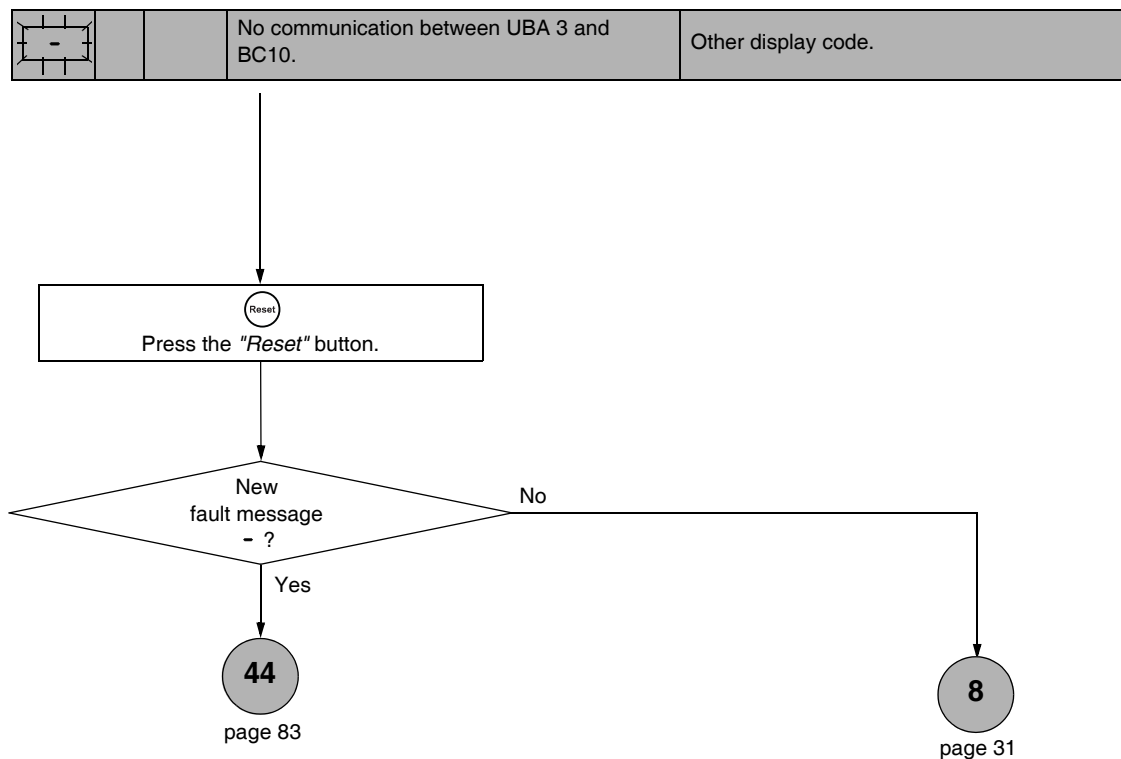 -
No communication between UBA 3 and
BC10.
Other display code.
Reset
Press the "Reset" button.
New
fault message
- ?
No
Yes
44
page 83
8
page 31